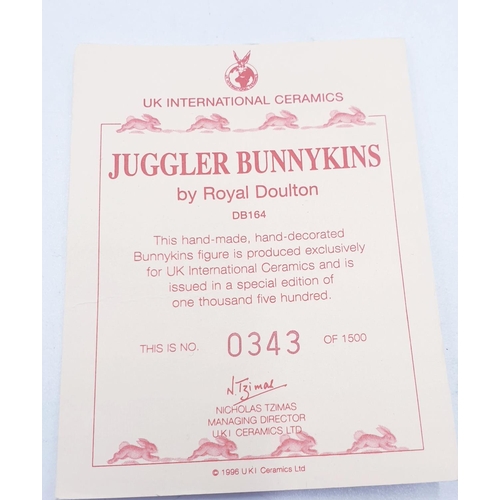 UK INTERNATIONAL CERAMICS
JUGGLER BUNNYKINS
by Royal Doulton
DB164
This hand-made, hand-decorated
Bunnykins figure is produced exclusively
for UK International Ceramics and is
issued in a special edition of
one thousand five hundred.
THIS IS NO. 0343 OF 1500
N Tzimas
NICHOLAS TZIMAS
MANAGING DIRECTOR
U.K.I CERAMICS LTD
© 1996 U.K.I Ceramics Ltd